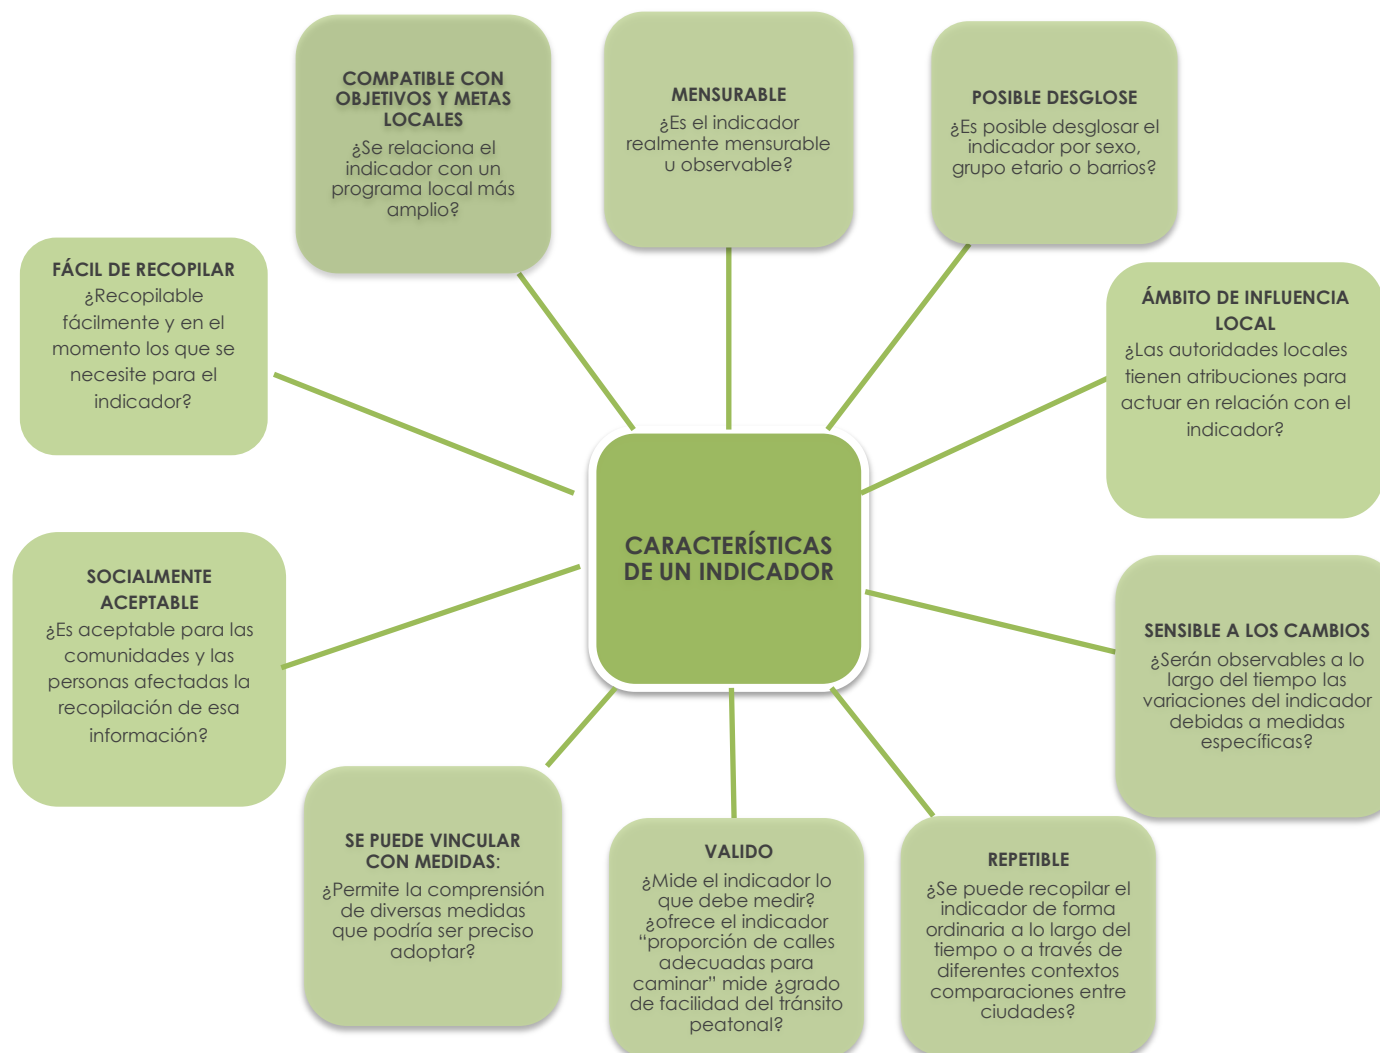 COMPATIBLE CON
OBJETIVOS Y METAS
LOCALES
¿Se relaciona el
indicador con un
programa local más
amplio?
MENSURABLE
¿Es el indicador
realmente mensurable
u observable?
POSIBLE DESGLOSE
¿Es posible desglosar el
indicador por sexo,
grupo etario o barrios?
FÁCIL DE RECOPILAR
¿Recopilable
fácilmente y en el
momento los que se
necesite para el
indicador?
ÁMBITO DE INFLUENCIA
LOCAL
¿Las autoridades locales
tienen atribuciones para
actuar en relación con el
indicador?
CARACTERÍSTICAS
DE UN INDICADOR
SOCIALMENTE
ACEPTABLE
¿Es aceptable para las
comunidades y las
personas afectadas la
recopilación de esa
información?
SENSIBLE A LOS CAMBIOS
¿Serán observables a lo
largo del tiempo las
variaciones del indicador
debidas a medidas
específicas?
SE PUEDE VINCULAR
CON MEDIDAS:
¿Permite la comprensión
de diversas medidas
que podría ser preciso
adoptar?
VALIDO
¿Mide el indicador lo
que debe medir?
¿ofrece el indicador
“proporción de calles
adecuadas para
caminar” mide ¿grado
de facilidad del tránsito
peatonal?
REPETIBLE
¿Se puede recopilar el
indicador de forma
ordinaria a lo largo del
tiempo o a través de
diferentes contextos
comparaciones entre
ciudades?